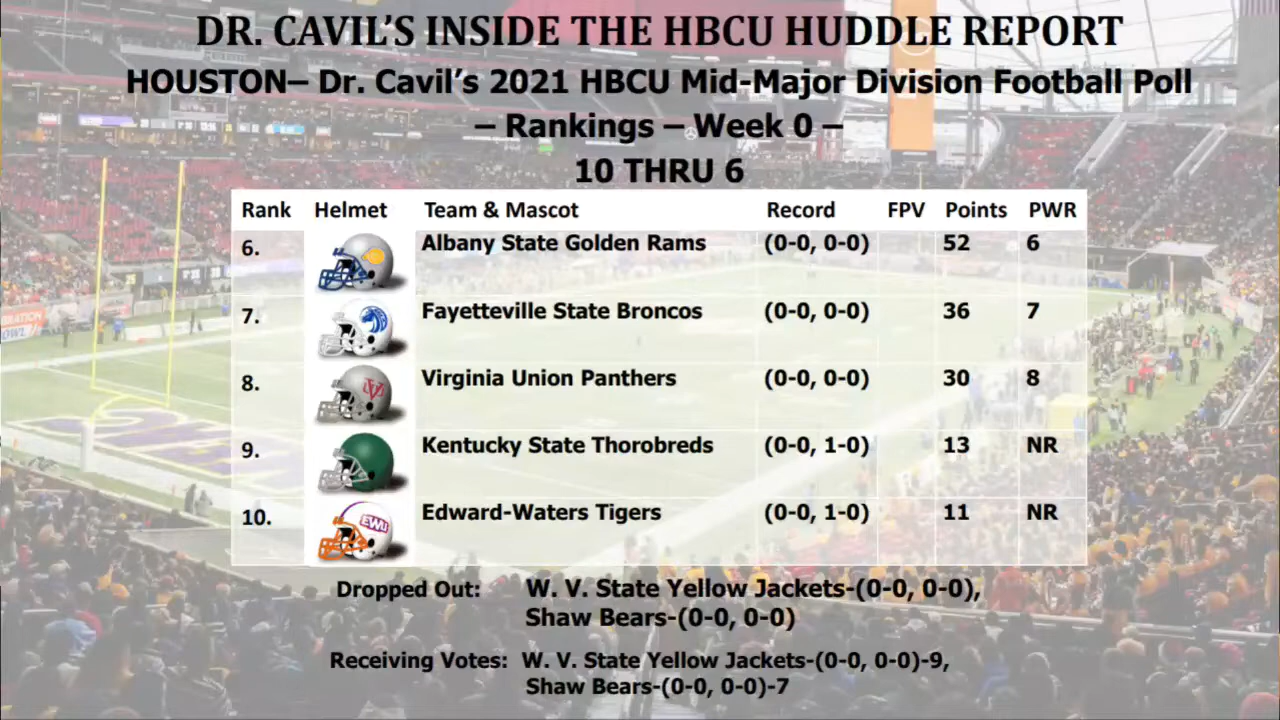 DR. CAVIL'S INSIDE THE HBCU HUDDLE REPORT
HOUSTON— Dr. Cavil's 2021 HBCU Mid-Major Division Football Poll
— Rankings — Week 0 —
10 THRU 6
Rank Helmet Team & Mascot Record FPV Points PWR
6. Albany State Golden Rams (0-0, 0-0) 52 6
7. Fayetteville State Broncos (0-0, 0-0) 36 7
8. VU Virginia Union Panthers (0-0, 0-0) 30 8
9. Kentucky State Thorobreds (0-0, 1-0) 13 NR
10. EWU Edward-Waters Tigers (0-0, 1-0) 11 NR
Dropped Out: W. V. State Yellow Jackets-(0-0, 0-0),
Shaw Bears-(0-0, 0-0)
Receiving Votes: W. V. State Yellow Jackets-(0-0, 0-0)-9,
Shaw Bears-(0-0, 0-0)-7